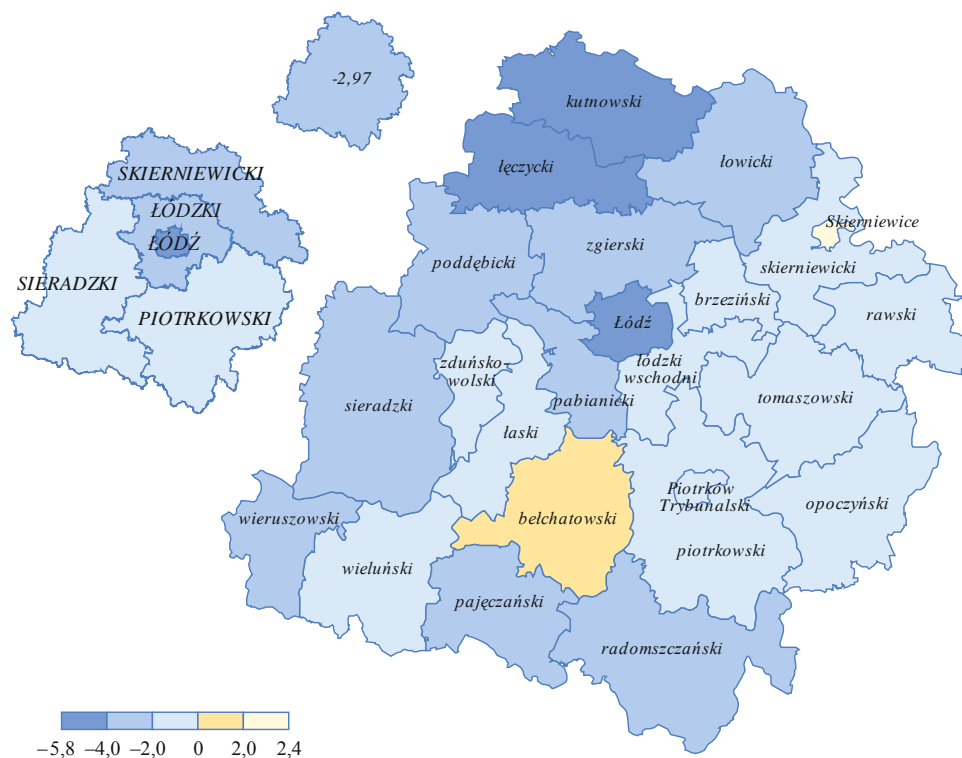 -2,97
SKIERNIEWICKI
ŁÓDZKI
ŁÓDŹ
SIERADZKI
PIOTRKOWSKI
kutnowski
łęczycki
łowicki
Skierniewice
zgierski
poddębicki
skierniewicki
brzeziński
rawski
Łódź
zduńsko-
wolski
łódzki
wschodni
sieradzki
pabianicki
tomaszowski
łaski
Piotrków
Trybunalski
opoczyński
bełchatowski
wieruszowski
piotrkowski
wieluński
pajęczański
radomszczański
−5,8 −4,0 −2,0 0 2,0 2,4